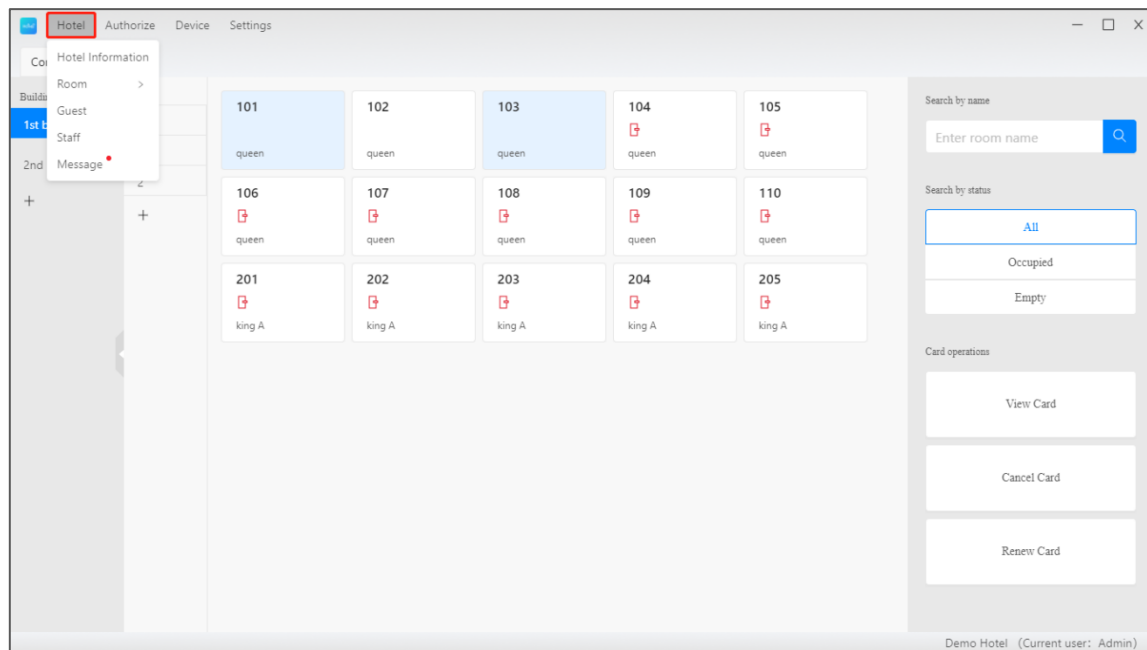 Hotel Authorize Device Settings
Hotel Information
Room >
Guest
Staff
Message
1st
2nd
2
+
+
101
queen
102
queen
103
queen
104
queen
105
queen
106
queen
107
queen
108
queen
109
queen
110
queen
201
king A
202
king A
203
king A
204
king A
205
king A
Search by name
Enter room name
Search by status
All
Occupied
Empty
Card operations
View Card
Cancel Card
Renew Card
Demo Hotel (Current user: Admin)